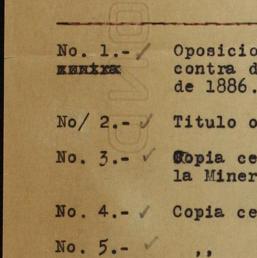 No. 1.- Oposicio
contra contra d
de 1886.
No/ 2.- Titulo o
No. 3.- Copia ce
la Miner
No. 4.- Copia ce
No. 5.- ,,